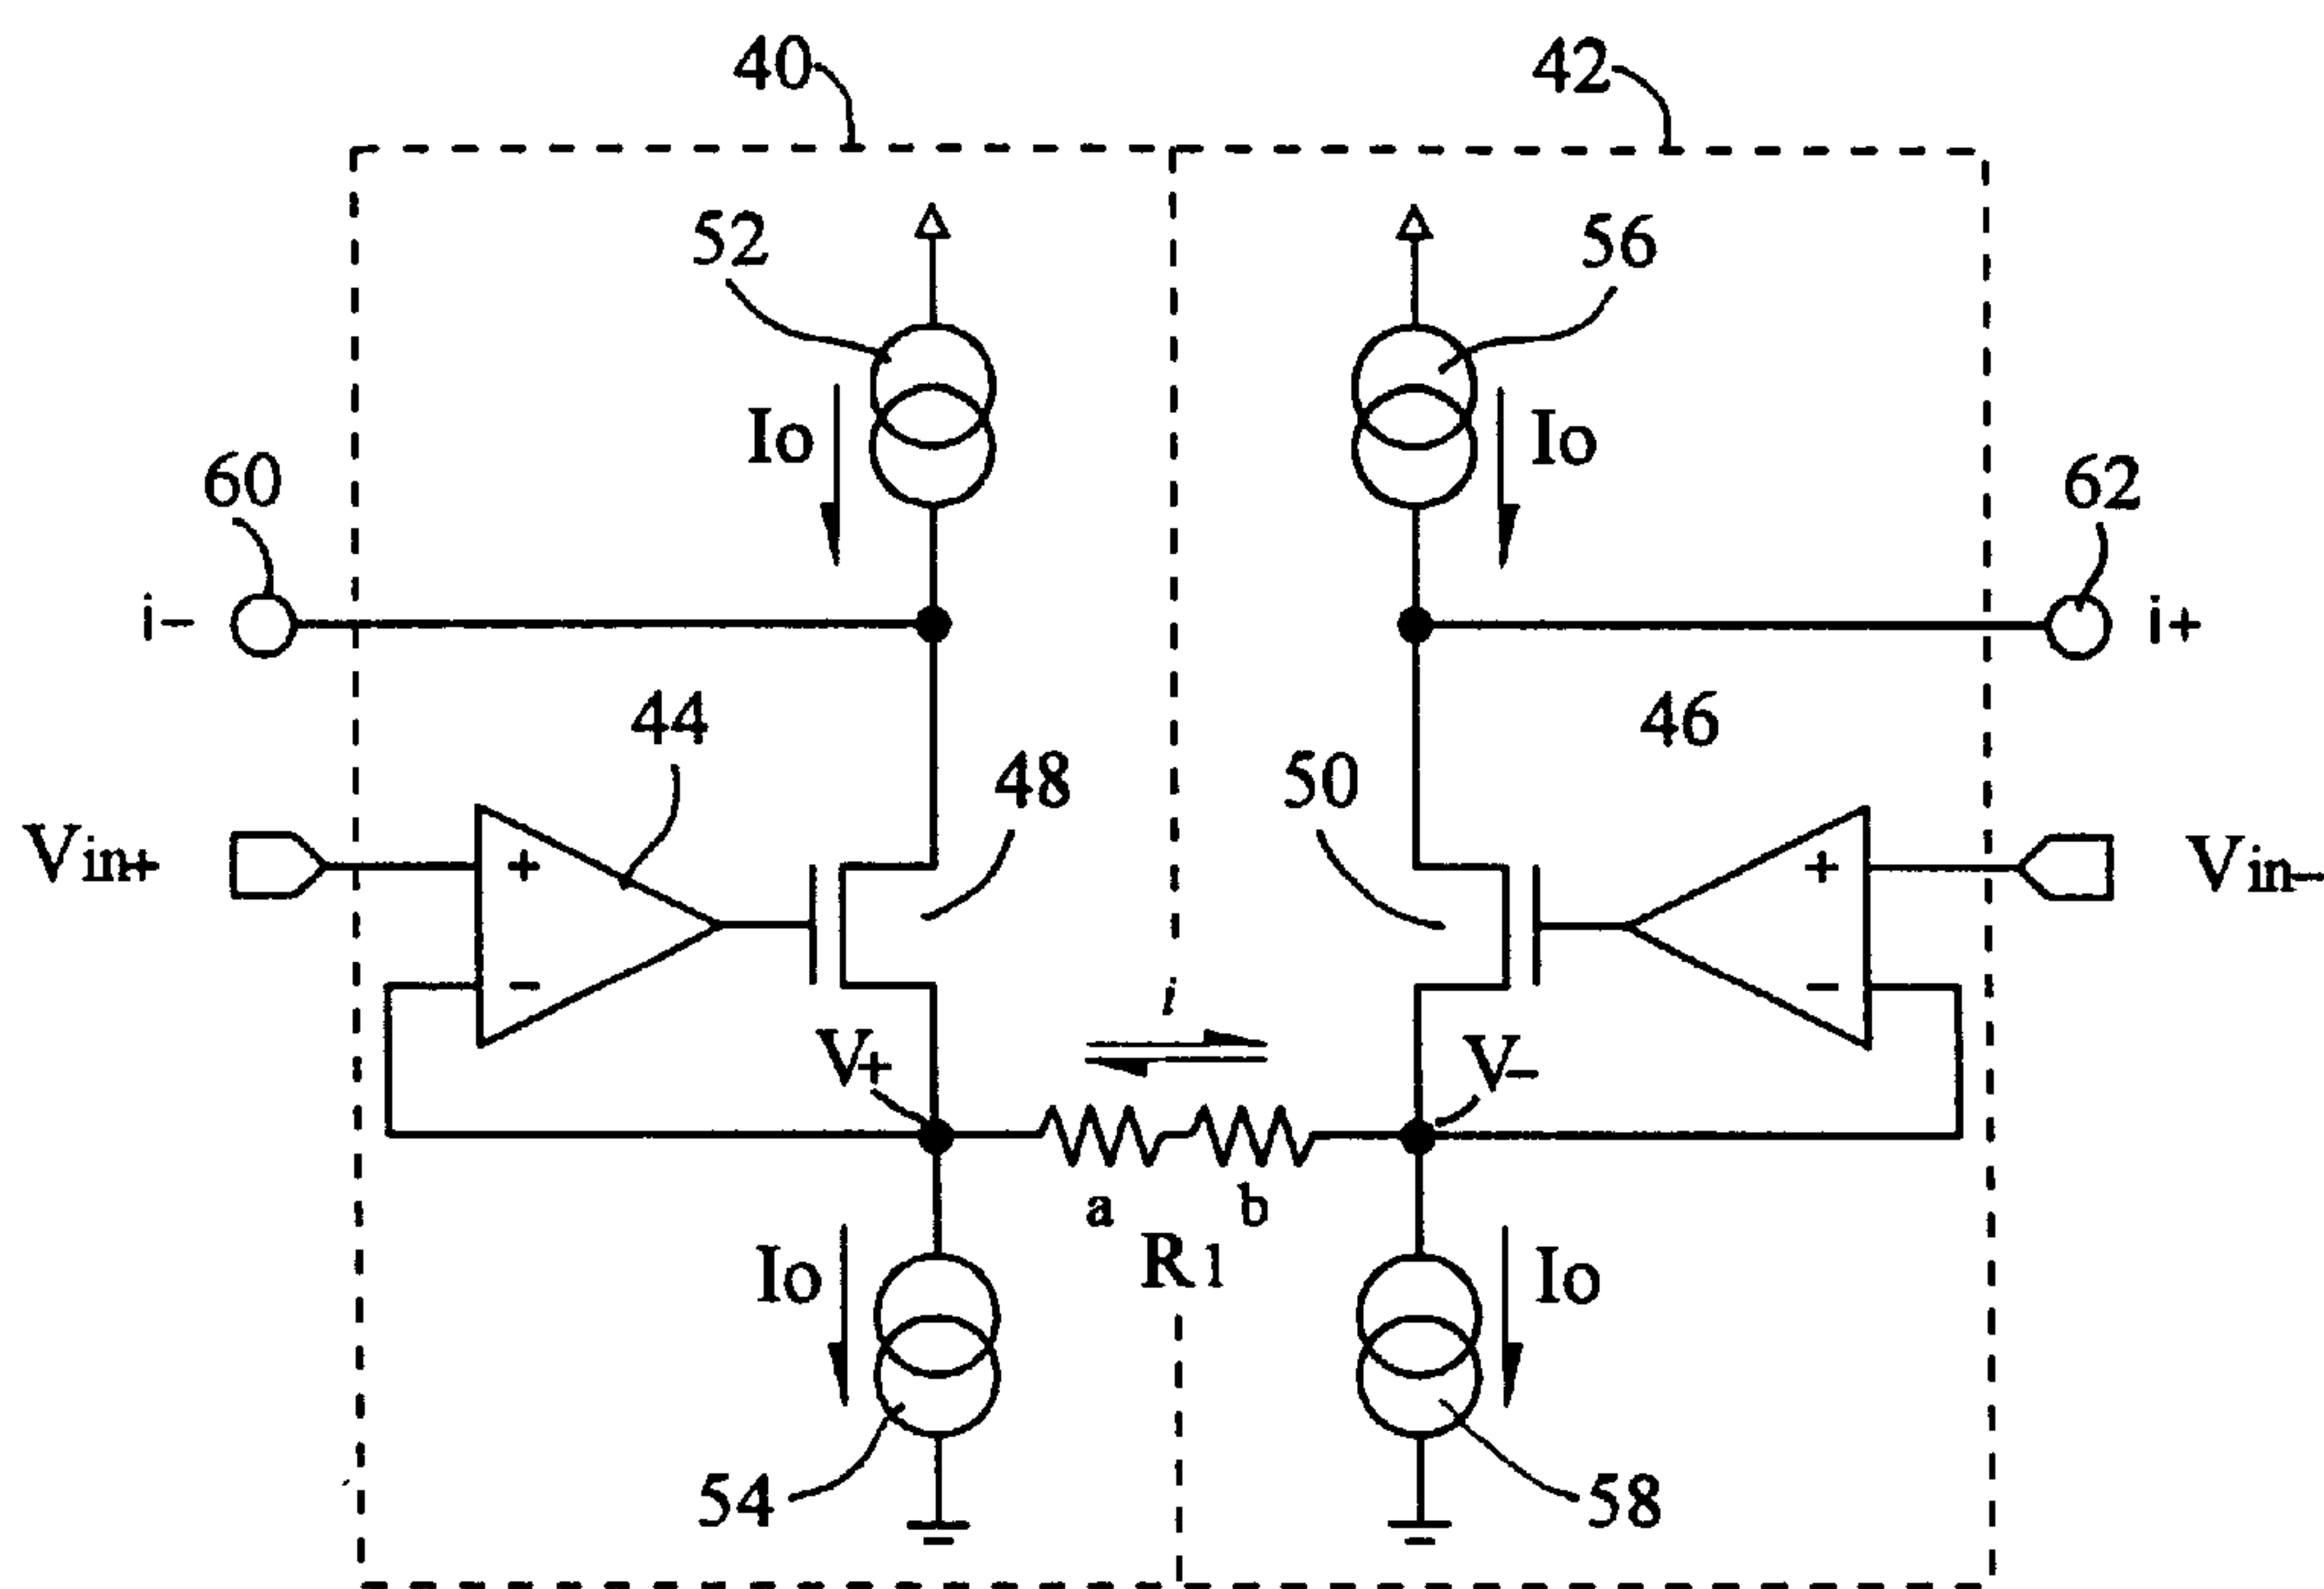 40 42
52 56
Io Io
60 62
i− i+
44 46
48 50
Vin+ + + Vin−
− −
i
V+ V−
a b
R1
Io Io
54 58